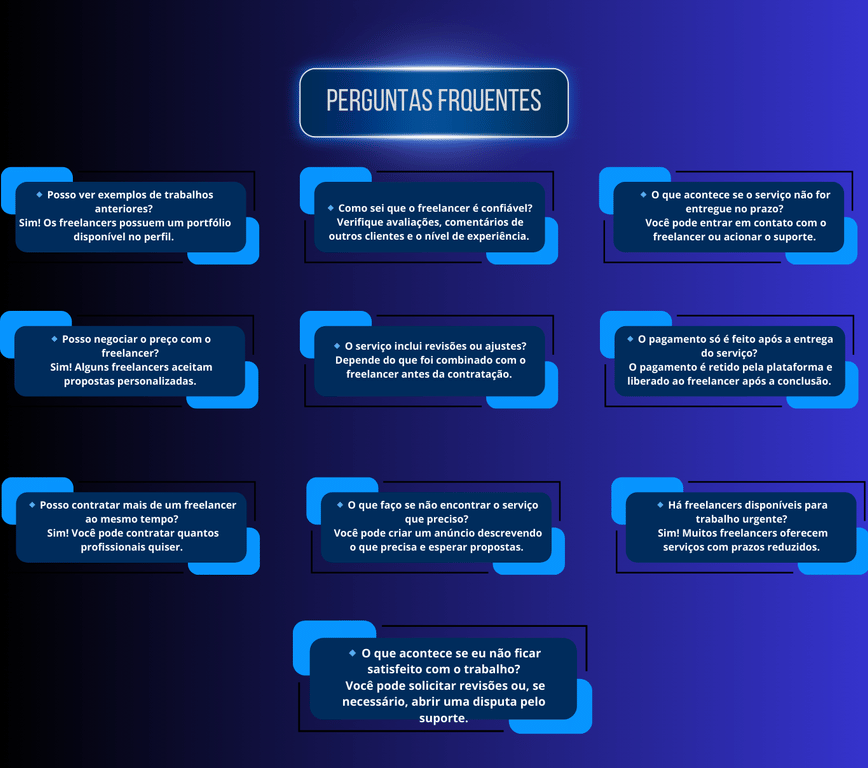 PERGUNTAS FRQUENTES
🔹 Posso ver exemplos de trabalhos
anteriores?
Sim! Os freelancers possuem um portfólio
disponível no perfil.
🔹 Como sei que o freelancer é confiável?
Verifique avaliações, comentários de
outros clientes e o nível de experiência.
🔹 O que acontece se o serviço não for
entregue no prazo?
Você pode entrar em contato com o
freelancer ou acionar o suporte.
🔹 Posso negociar o preço com o
freelancer?
Sim! Alguns freelancers aceitam
propostas personalizadas.
🔹 O serviço inclui revisões ou ajustes?
Depende do que foi combinado com o
freelancer antes da contratação.
🔹 O pagamento só é feito após a entrega
do serviço?
O pagamento é retido pela plataforma e
liberado ao freelancer após a conclusão.
🔹 Posso contratar mais de um freelancer
ao mesmo tempo?
Sim! Você pode contratar quantos
profissionais quiser.
🔹 O que faço se não encontrar o serviço
que preciso?
Você pode criar um anúncio descrevendo
o que precisa e esperar propostas.
🔹 Há freelancers disponíveis para
trabalho urgente?
Sim! Muitos freelancers oferecem
serviços com prazos reduzidos.
🔹 O que acontece se eu não ficar
satisfeito com o trabalho?
Você pode solicitar revisões ou, se
necessário, abrir uma disputa pelo
suporte.